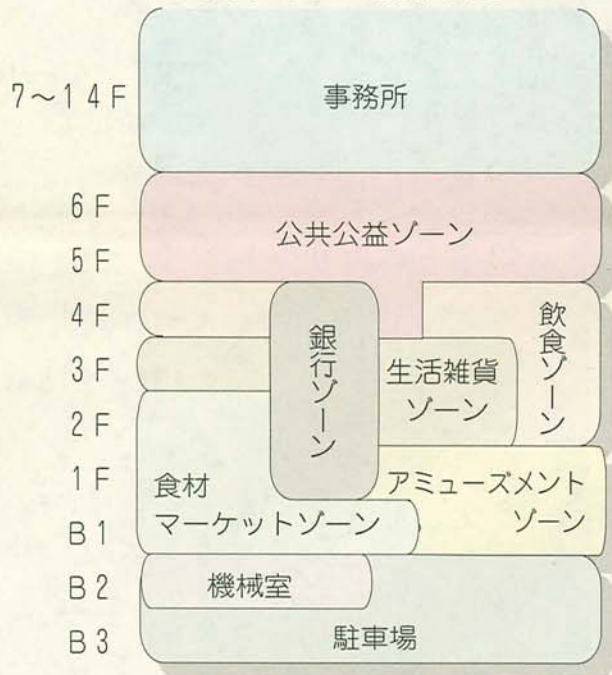 7～14F
事務所
6F
公共公益ゾーン
5F
4F
銀行ゾーン
飲食ゾーン
3F
生活雑貨
ゾーン
2F
1F
食材
マーケットゾーン
アミューズメント
ゾーン
B1
B2
機械室
B3
駐車場